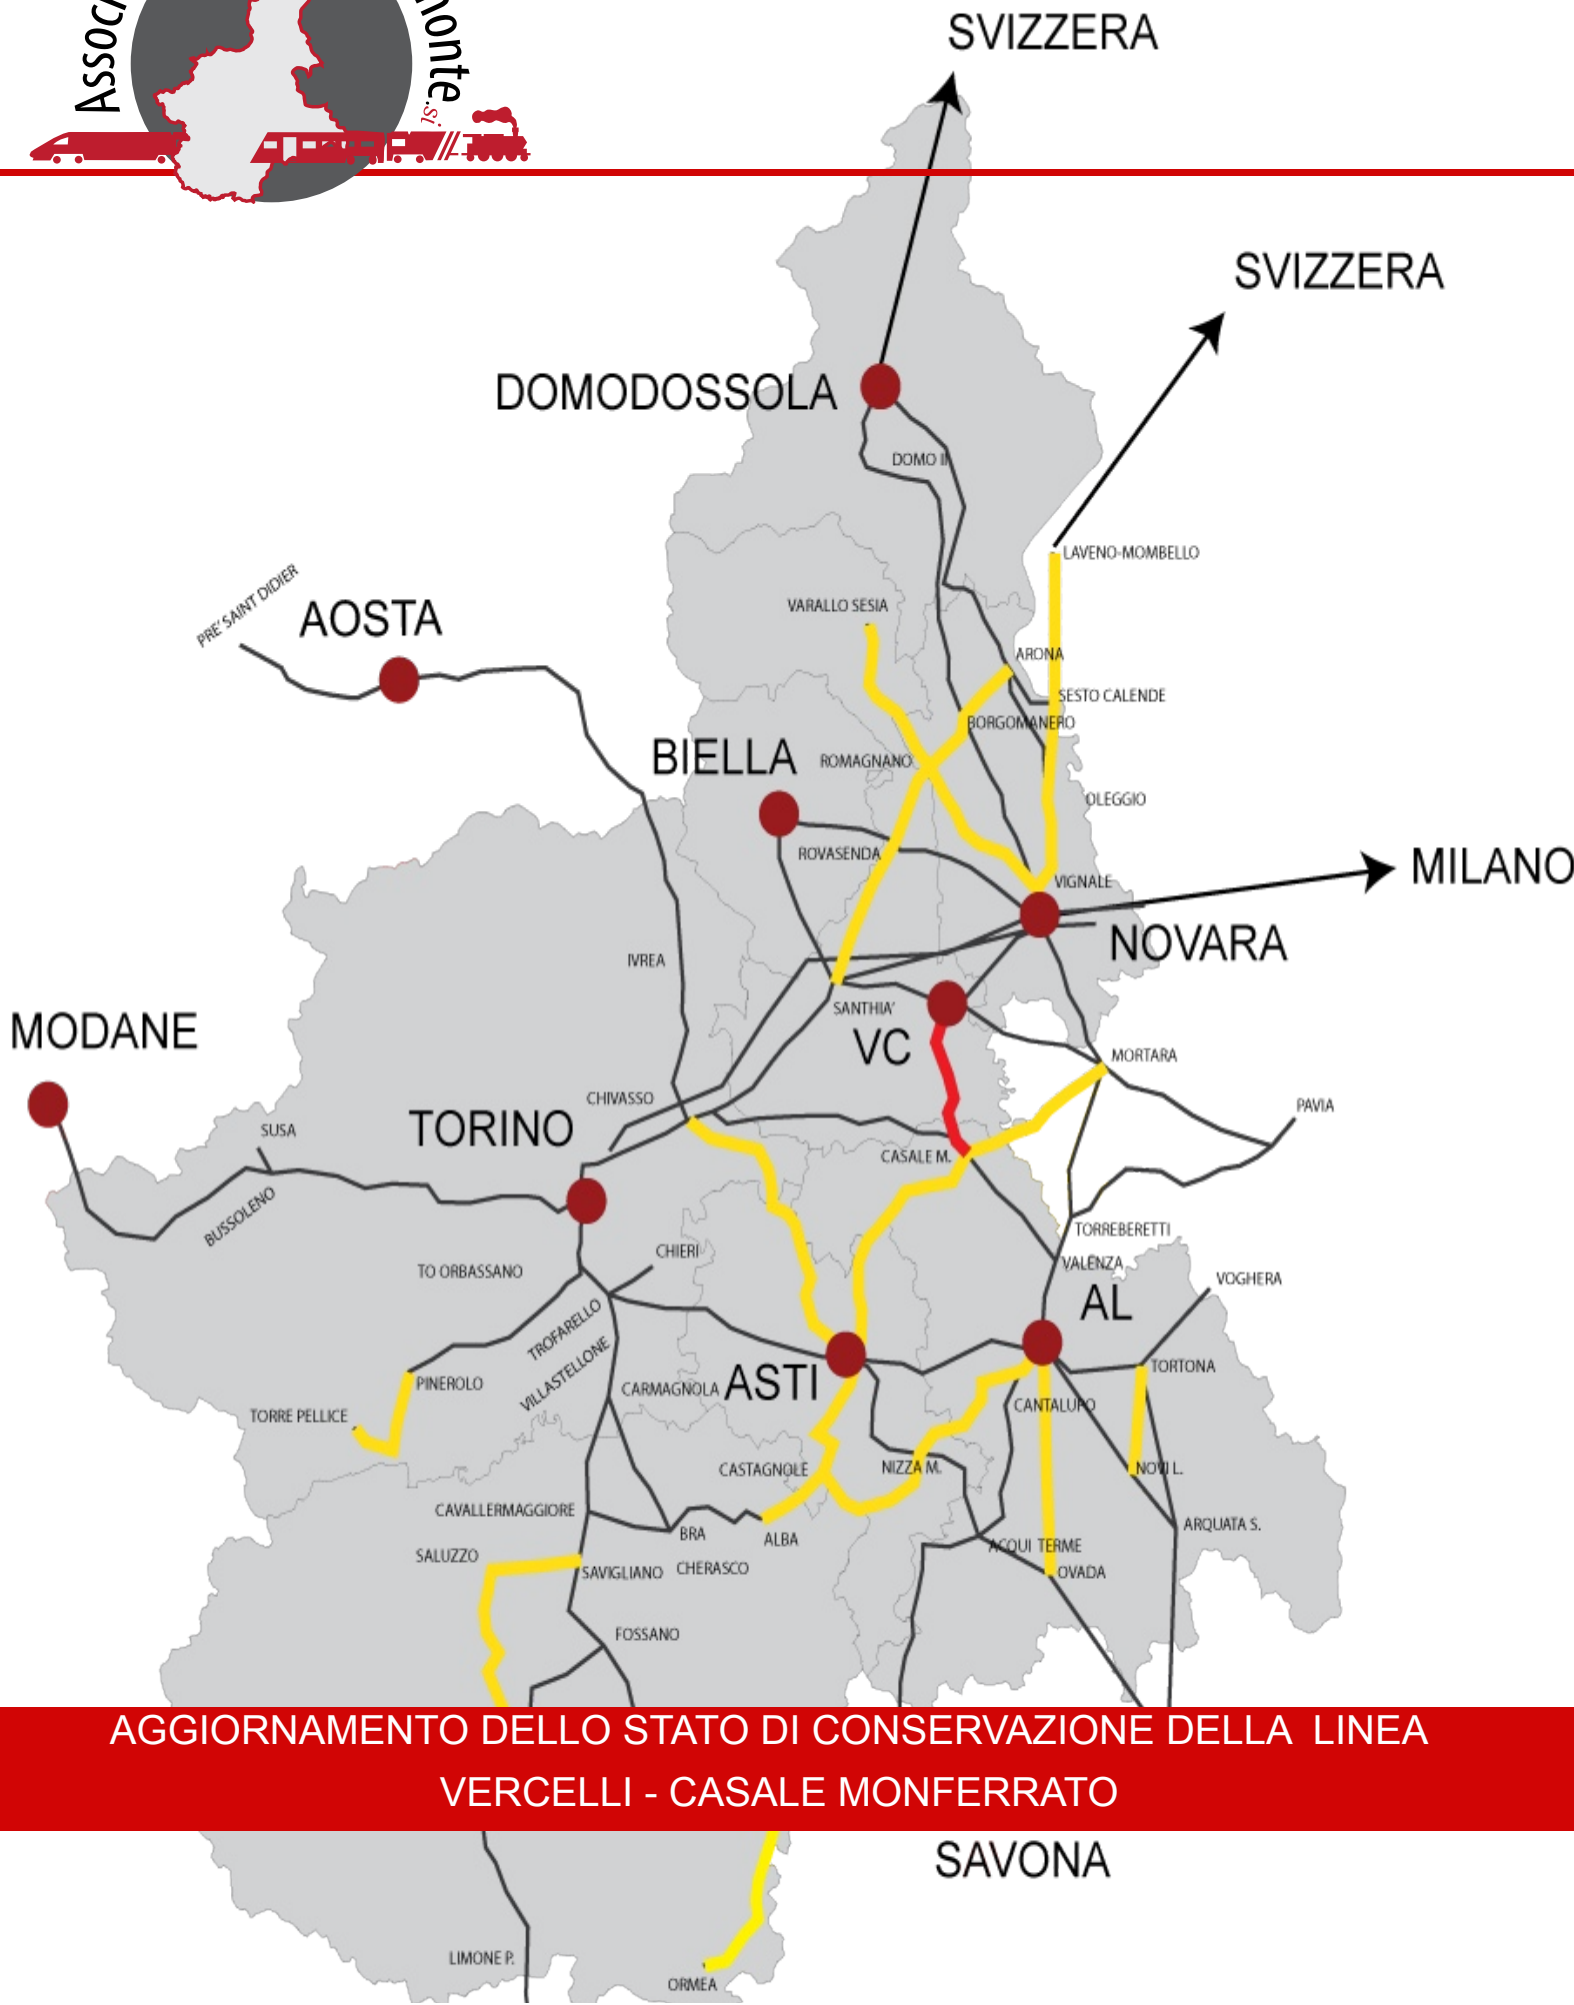 SVIZZERA
SVIZZERA
DOMODOSSOLA
DOMO II
LAVENO-MOMBELLO
PRE' SAINT DIDIER
AOSTA
VARALLO SESIA
ARONA
SESTO CALENDE
BORGOMANERO
BIELLA
ROMAGNANO
OLEGGIO
ROVASENDA
MILANO
VIGNALE
NOVARA
IVREA
SANTHIA'
MODANE
VC
MORTARA
CHIVASSO
PAVIA
TORINO
SUSA
CASALE M.
BUSSOLENO
TORREBERETTI
CHIERI
VALENZA
TO ORBASSANO
VOGHERA
AL
TROFARELLO
TORTONA
VILLASTELLONE
PINEROLO
CARMAGNOLA
ASTI
CANTALUPO
TORRE PELLICE
CASTAGNOLE
NIZZA M.
NOVI L.
CAVALLERMAGGIORE
BRA
ALBA
ARQUATA S.
ACQUI TERME
SALUZZO
SAVIGLIANO
CHERASCO
OVADA
FOSSANO
AGGIORNAMENTO DELLO STATO DI CONSERVAZIONE DELLA LINEA
VERCELLI - CASALE MONFERRATO
SAVONA
LIMONE P.
ORMEA